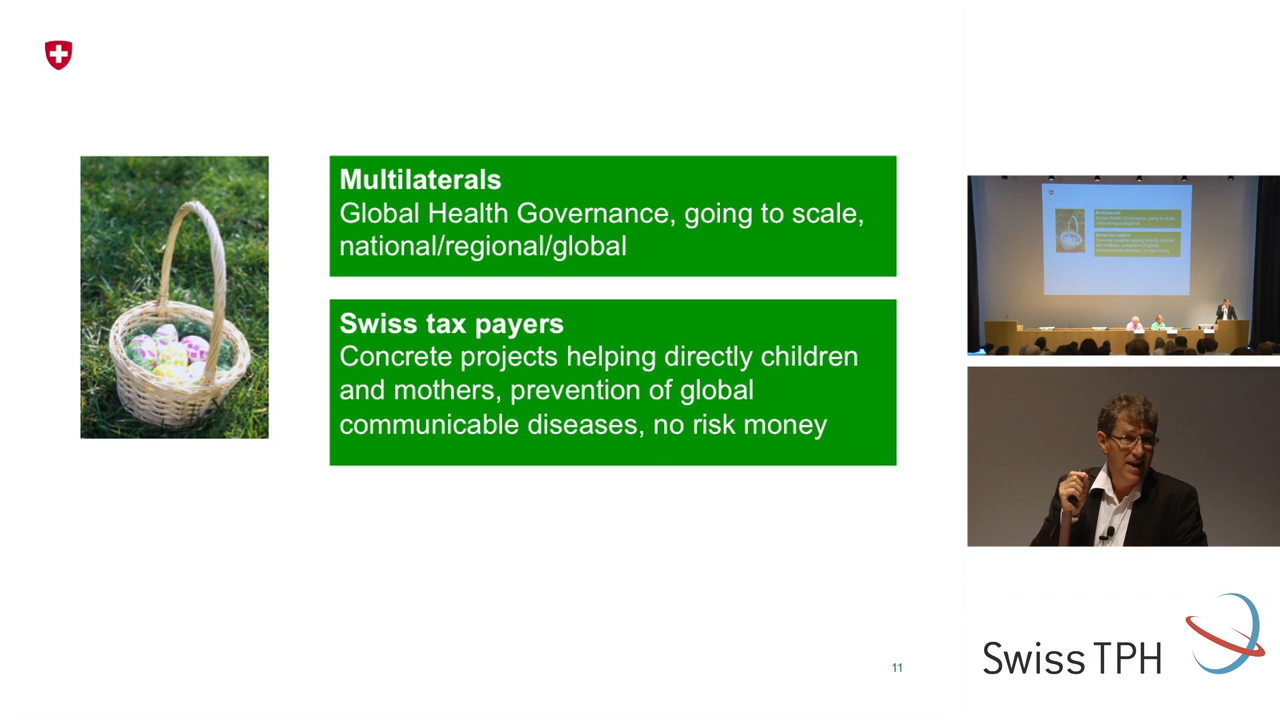 Multilaterals
Global Health Governance, going to scale,
national/regional/global
Swiss tax payers
Concrete projects helping directly children
and mothers, prevention of global
communicable diseases, no risk money
11
Swiss TPH